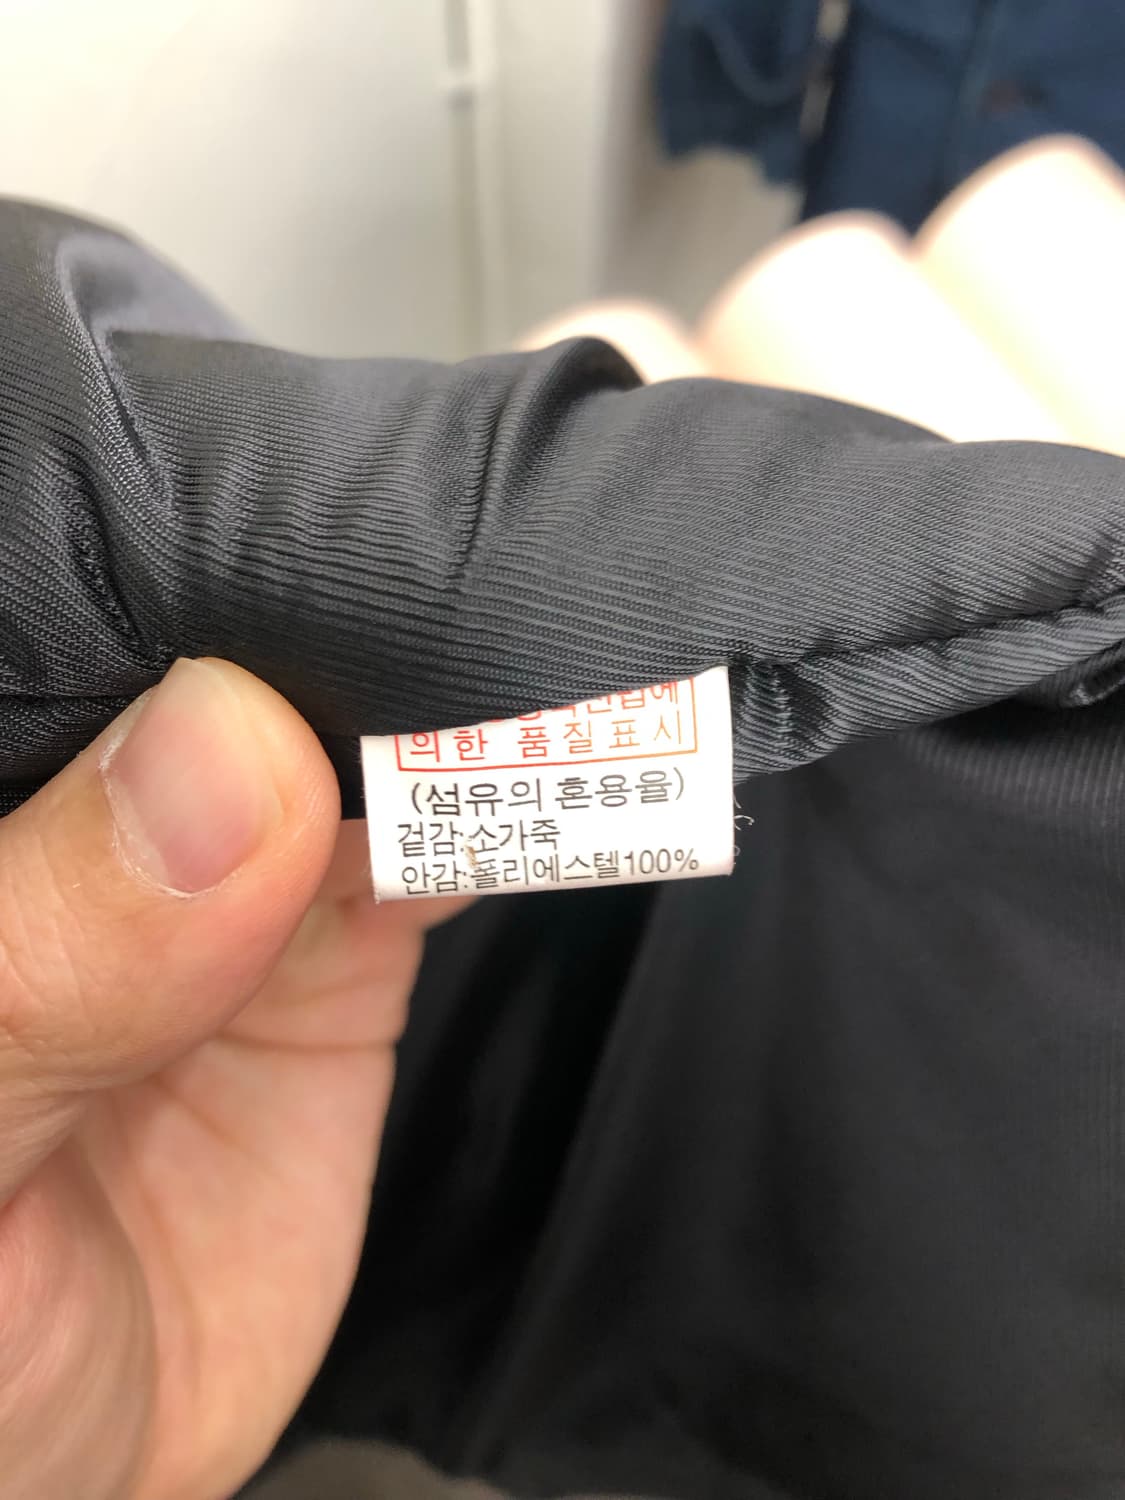 의한 품질표시
(섬유의 혼용율)
겉감:소가죽
안감:폴리에스텔100%